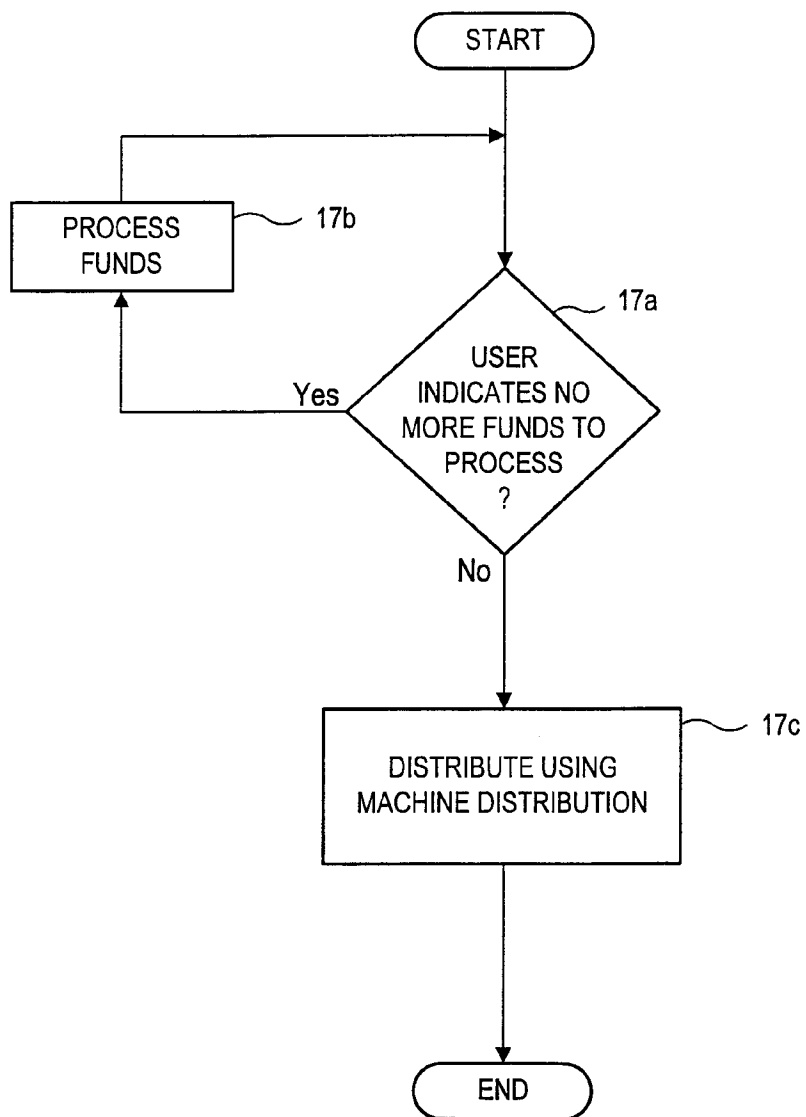 START
PROCESS
FUNDS
17b
17a
USER
INDICATES NO
MORE FUNDS TO
PROCESS
?
Yes
No
17c
DISTRIBUTE USING
MACHINE DISTRIBUTION
END